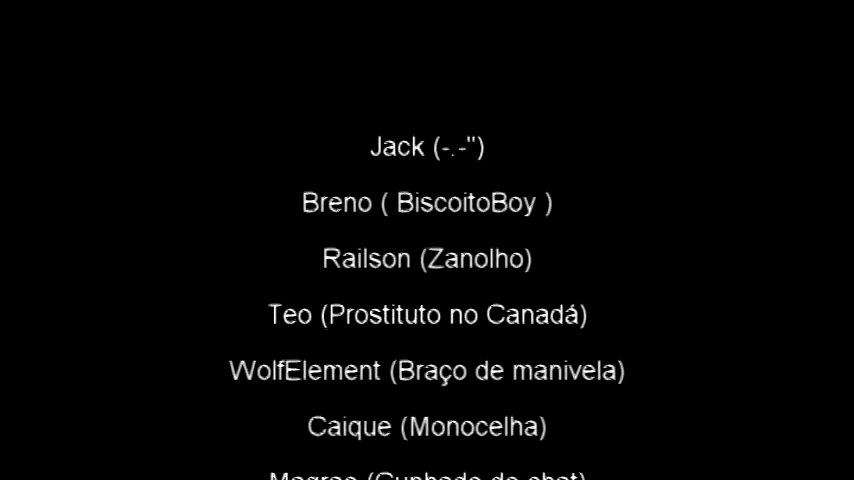 Jack (-.-")
Breno ( BiscoitoBoy )
Railson (Zanolho)
Teo (Prostituto no Canadá)
WolfElement (Braço de manivela)
Caique (Monocelha)